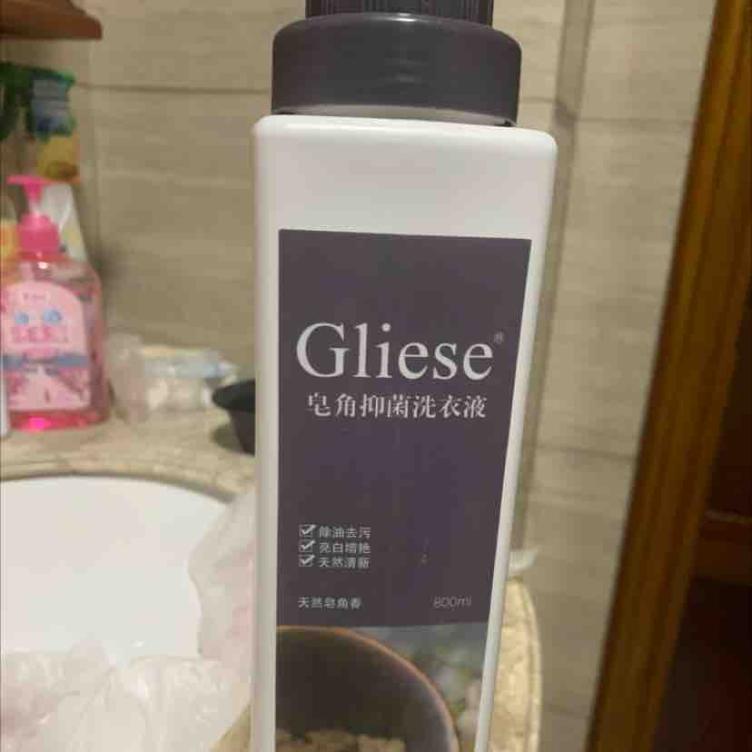 Gliese®
皂角抑菌洗衣液
除油去污
亮白增艳
天然清新
天然皂角香 800ml